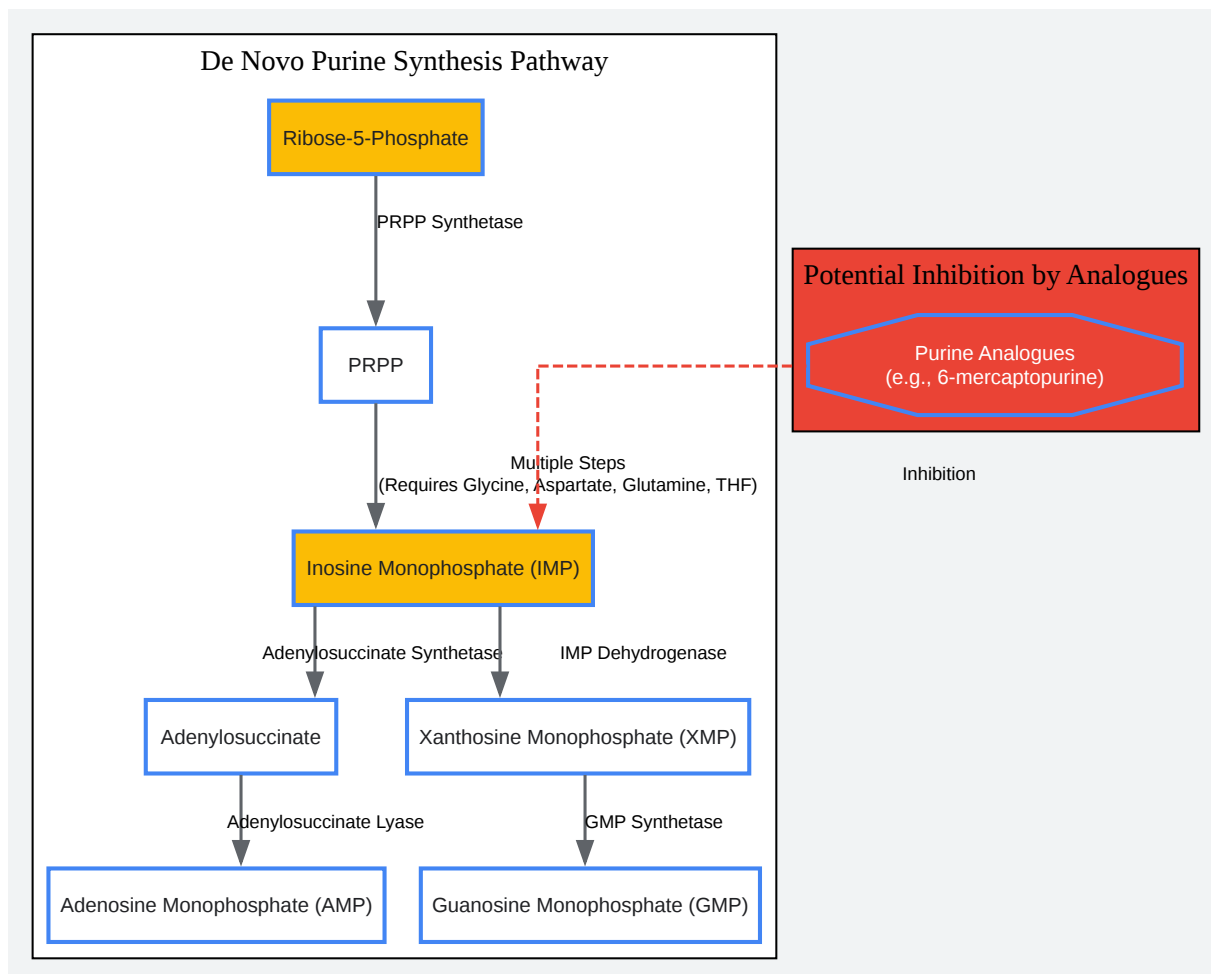 De Novo Purine Synthesis Pathway
Ribose-5-Phosphate
PRPP Synthetase
Potential Inhibition by Analogues
Purine Analogues
(e.g., 6-mercaptopurine)
PRPP
Multiple Steps
(Requires Glycine, Aspartate, Glutamine, THF)
Inhibition
Inosine Monophosphate (IMP)
Adenylosuccinate Synthetase
IMP Dehydrogenase
Adenylosuccinate
Xanthosine Monophosphate (XMP)
Adenylosuccinate Lyase
GMP Synthetase
Adenosine Monophosphate (AMP)
Guanosine Monophosphate (GMP)